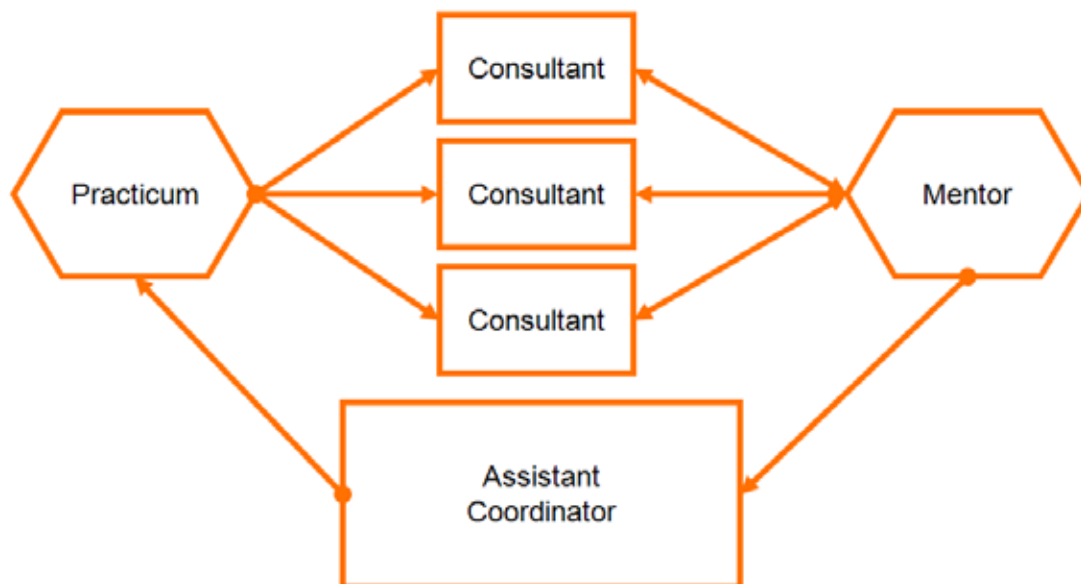 Consultant
Practicum
Consultant
Mentor
Consultant
Assistant
Coordinator